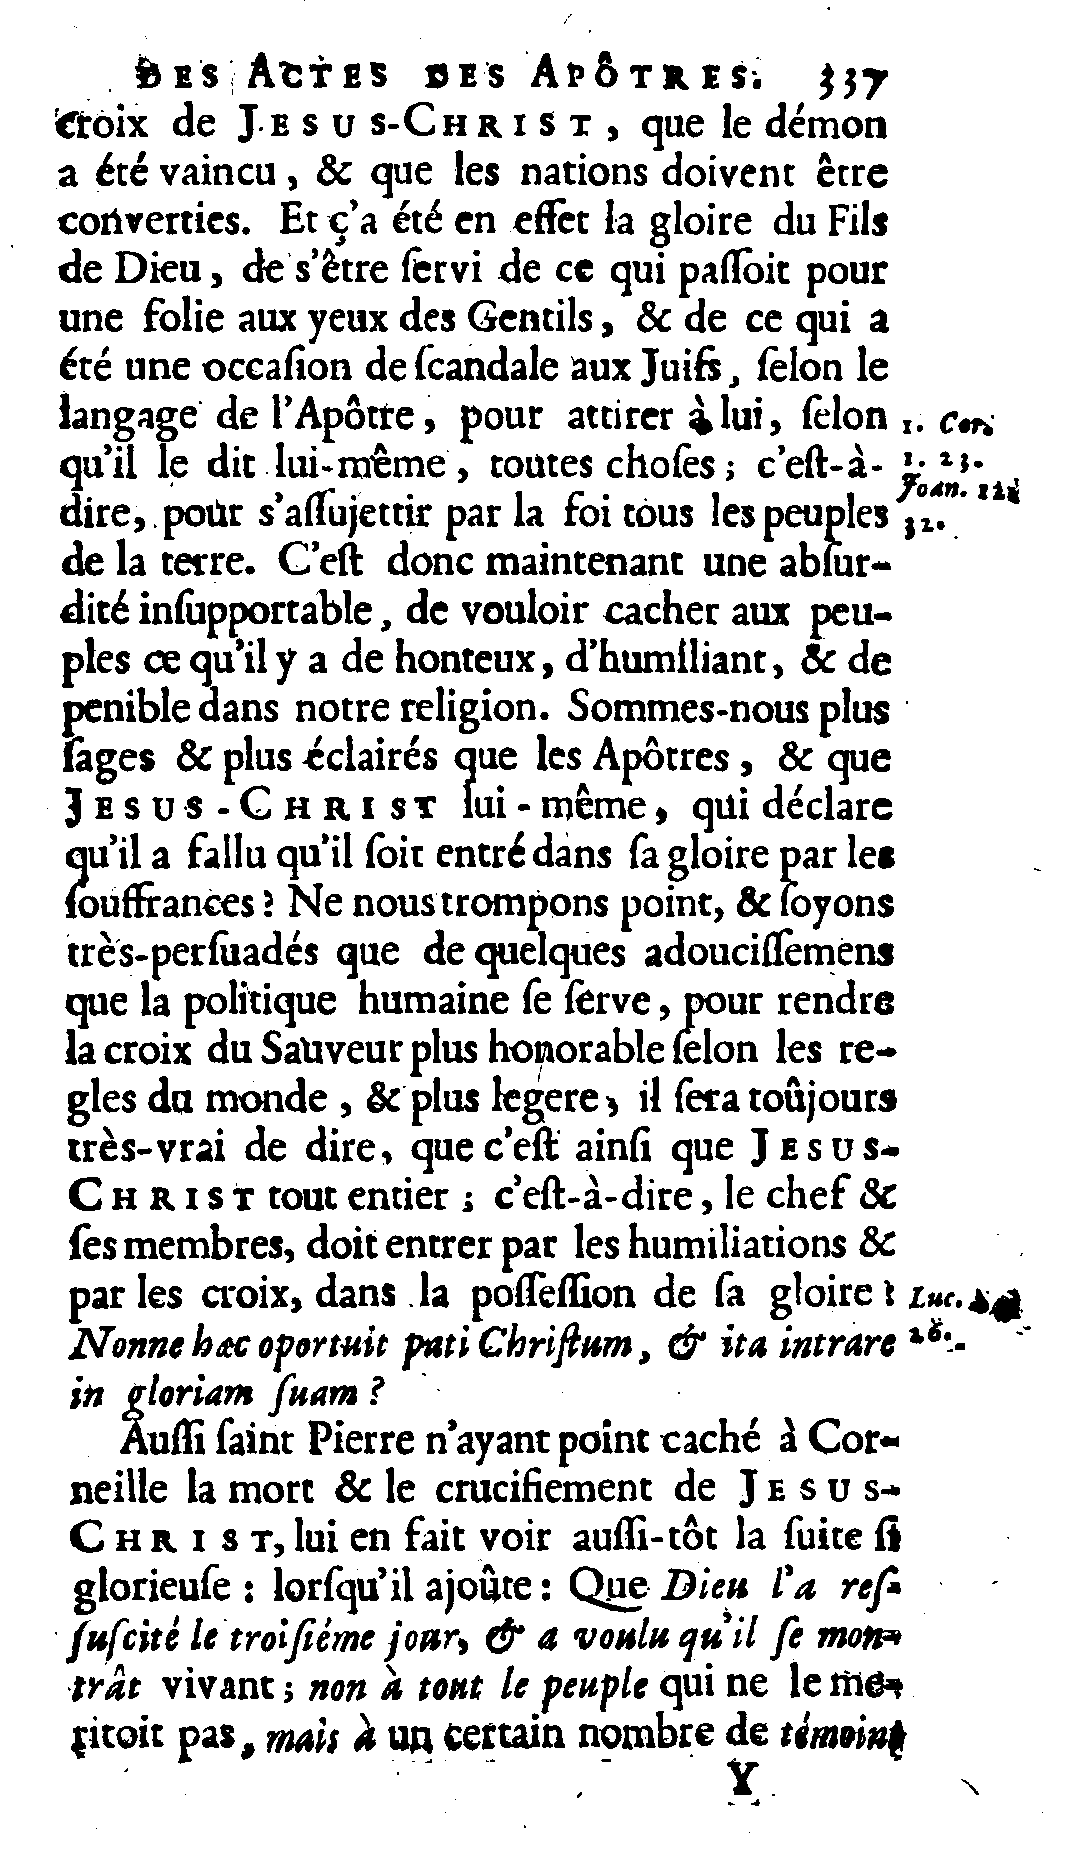 DES ACTES DES APÔTRES. 337
croix de JESUS-CHRIST, que le démon
a été vaincu, & que les nations doivent être
converties. Et ç'a été en effet la gloire du Fils
de Dieu, de s'être ſervi de ce qui paſſoit pour
une folie aux yeux des Gentils, & de ce qui a
été une occaſion de ſcandale aux Juifs, ſelon le
langage de l'Apôtre, pour attirer à lui, ſelon
1. Cor.
qu'il le dit lui-même, toutes choſes; c'eſt-à-
1. 23.
Joan. 12.
dire, pour s'aſſujettir par la foi tous les peuples
32.
de la terre. C'eſt donc maintenant une abſur-
dité inſupportable, de vouloir cacher aux peu-
ples ce qu'il y a de honteux, d'humiliant, & de
penible dans notre religion. Sommes-nous plus
ſages & plus éclairés que les Apôtres, & que
JESUS-CHRIST lui-même, qui déclare
qu'il a fallu qu'il ſoit entré dans ſa gloire par les
ſouffrances? Ne nous trompons point, & ſoyons
très-perſuadés que de quelques adouciſſemens
que la politique humaine ſe ſerve, pour rendre
la croix du Sauveur plus honorable ſelon les re-
gles du monde, & plus legere, il ſera toûjours
très-vrai de dire, que c'eſt ainſi que JESUS-
CHRIST tout entier; c'eſt-à-dire, le chef &
ſes membres, doit entrer par les humiliations &
par les croix, dans la poſſeſſion de ſa gloire:
Luc.
Nonne hæc oportuit pati Chriſtum, & ita intrare
26.
in gloriam ſuam?
Auſſi ſaint Pierre n'ayant point caché à Cor-
neille la mort & le crucifiement de JESUS-
CHRIST, lui en fait voir auſſi-tôt la ſuite ſi
glorieuſe: lorſqu'il ajoûte: Que Dieu l'a reſ-
ſuſcité le troiſiéme jour, & a voulu qu'il ſe mon-
trât vivant; non à tout le peuple qui ne le me-
ritoit pas, mais à un certain nombre de témoins
Y